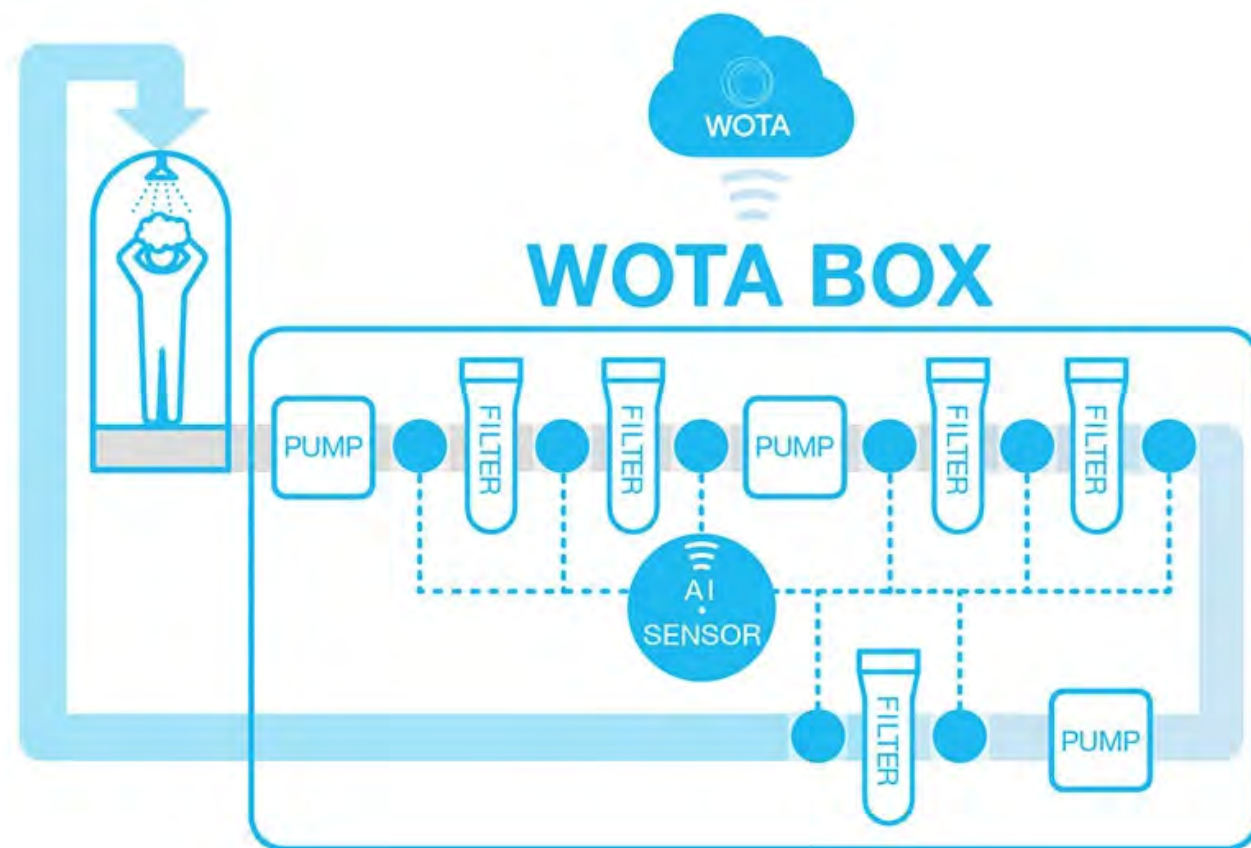 WOTA
WOTA BOX
PUMP
FILTER
FILTER
PUMP
FILTER
FILTER
AI
SENSOR
FILTER
PUMP